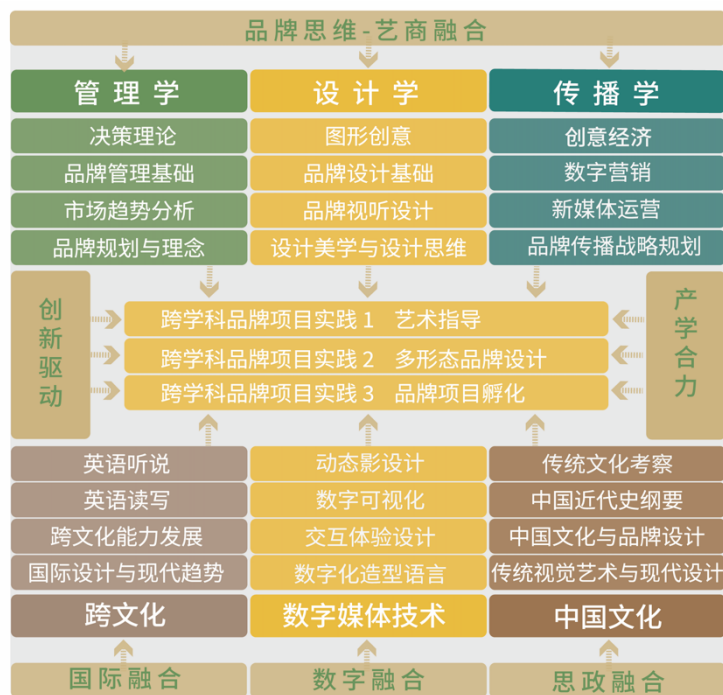 品牌思维-艺商融合
管理学 设计学 传播学
决策理论 图形创意 创意经济
品牌管理基础 品牌设计基础 数字营销
市场趋势分析 品牌视听设计 新媒体运营
品牌规划与理念 设计美学与设计思维 品牌传播战略规划
创新驱动
跨学科品牌项目实践1 艺术指导
跨学科品牌项目实践2 多形态品牌设计
跨学科品牌项目实践3 品牌项目孵化
产学合力
英语听说 动态影设计 传统文化考察
英语读写 数字可视化 中国近代史纲要
跨文化能力发展 交互体验设计 中国文化与品牌设计
国际设计与现代趋势 数字化造型语言 传统视觉艺术与现代设计
跨文化 数字媒体技术 中国文化
国际融合 数字融合 思政融合